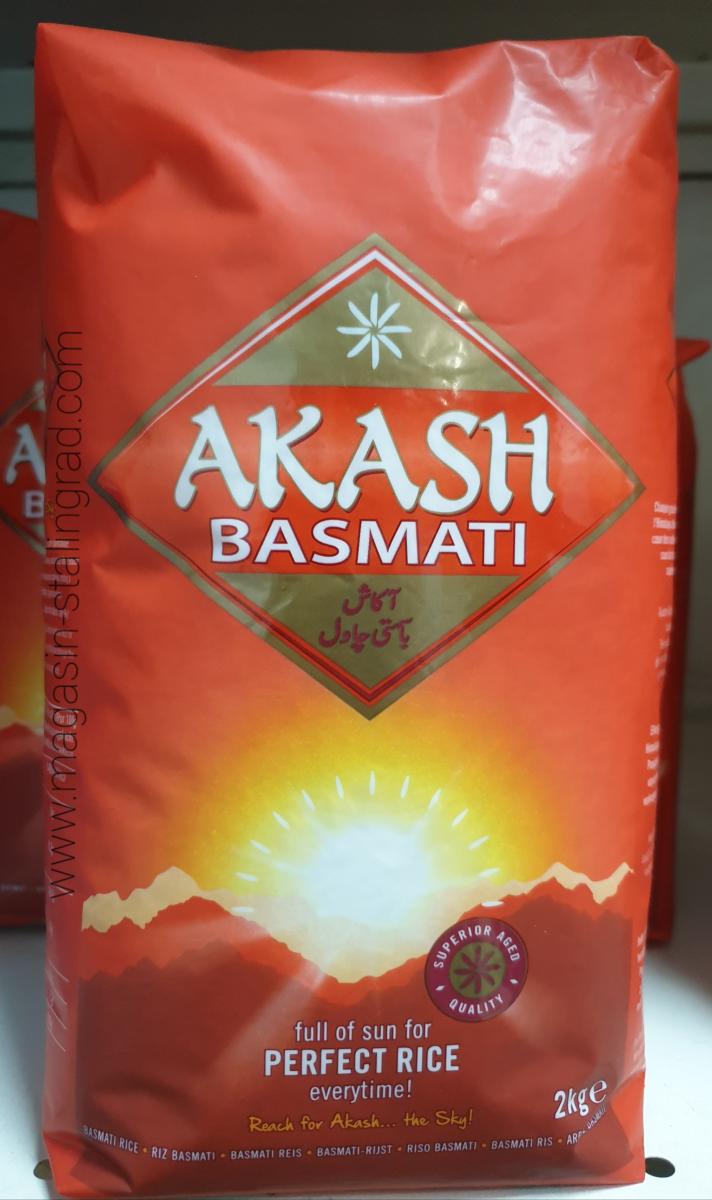 AKASH
BASMATI
آکاش
باسمتی چاول
SUPERIOR AGED
QUALITY
full of sun for
PERFECT RICE
everytime!
Reach for Akash... the Sky!
2kg℮
BASMATI RICE • RIZ BASMATI • BASMATI REIS • BASMATI-RIJST • RISO BASMATI • BASMATI RIS •
www.magasin-stalingrad.com
A
B